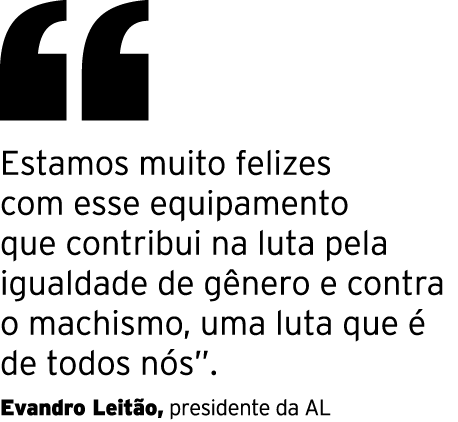 “
Estamos muito felizes
com esse equipamento
que contribui na luta pela
igualdade de gênero e contra
o machismo, uma luta que é
de todos nós”.
Evandro Leitão, presidente da AL